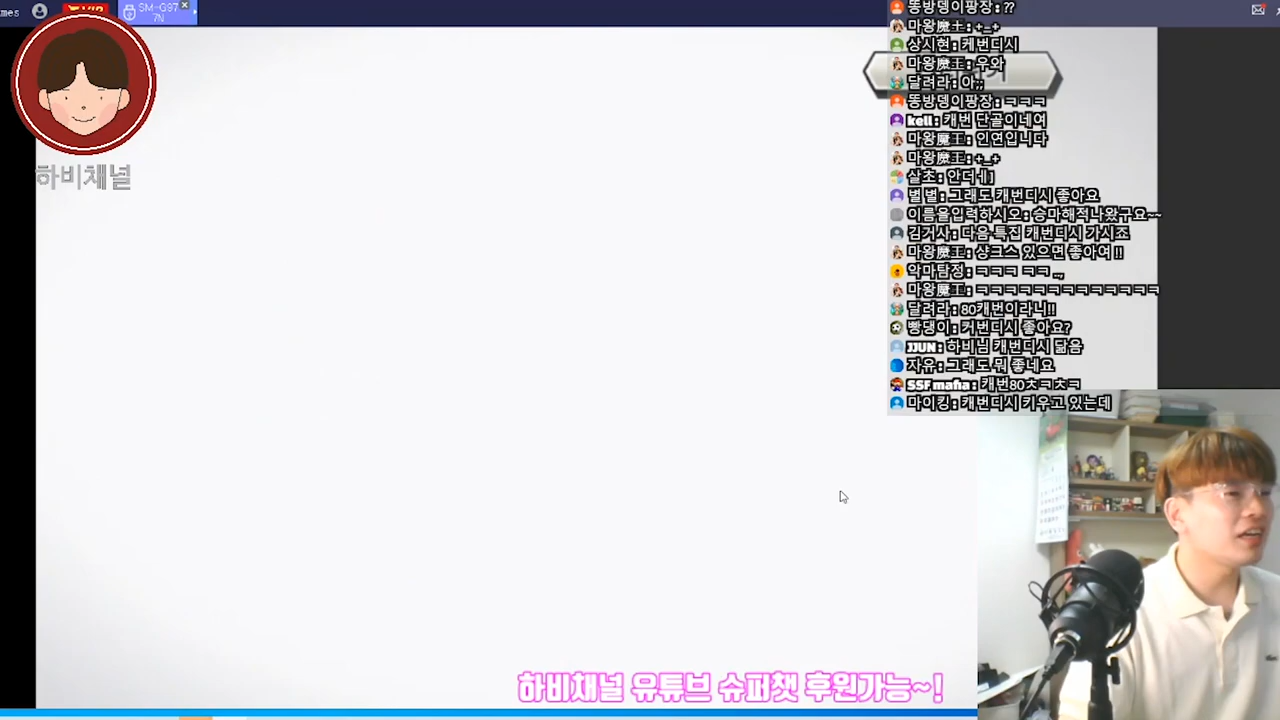 mes
VIP
SM-G97
7N
하비채널
똥방뎅이팡장: ??
마왕魔王: +_+
상시현: 케번디시
마왕魔王: 우와
달려라: 아;;
똥방뎅이팡장: ㅋㅋㅋ
kell: 캐번 단골이네여
마왕魔王: 인연입니다
마왕魔王: +_+
살초: 안더ㅔ]
별별: 그래도 캐번디시 좋아요
이름을입력하시오: 승마해적나왔구요~~
김거사: 다음 특집 캐번디시 가시죠
마왕魔王: 샹크스 있으면 좋아여 !!
악마탐정: ㅋㅋㅋ ㅋㅋ ..,
마왕魔王: ㅋㅋㅋㅋㅋㅋㅋㅋㅋㅋㅋㅋㅋ
달려라: 80캐번이라니!!
빵댕이: 커번디시 좋아요?
JJUN: 하비님 캐번디시 닮음
자유: 그래도 뭐 좋네요
SSF mafia: 캐번80ㅊㅋㅊㅋ
마이킹: 캐번디시 키우고 있는데
하비채널 유튜브 슈퍼챗 후원가능~!